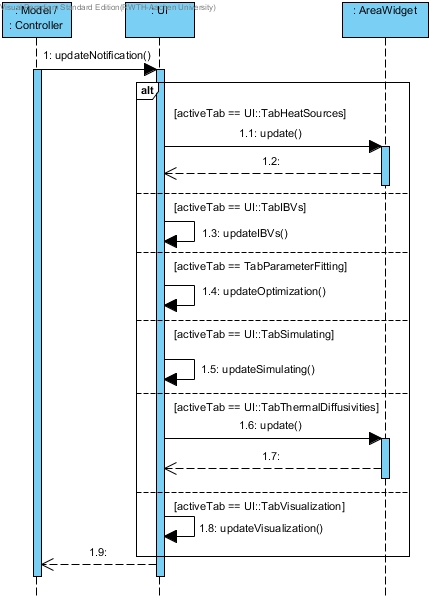 Standard Edition(RWTH Aachen University)
: Model /
: Controller
: UI
: AreaWidget
1: updateNotification()
alt
[activeTab == UI::TabHeatSources]
1.1: update()
1.2:
[activeTab == UI::TabIBVs]
1.3: updateIBVs()
[activeTab == TabParameterFitting]
1.4: updateOptimization()
[activeTab == UI::TabSimulating]
1.5: updateSimulating()
[activeTab == UI::TabThermalDiffusivities]
1.6: update()
1.7:
[activeTab == UI::TabVisualization]
1.8: updateVisualization()
1.9: